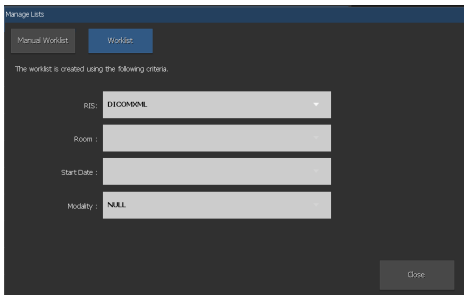 Manage Lists
Manual Worklist Worklist
The worklist is created using the following criteria.
RIS: DICOMXML
Room :
Start Date :
Modality : NULL
Close